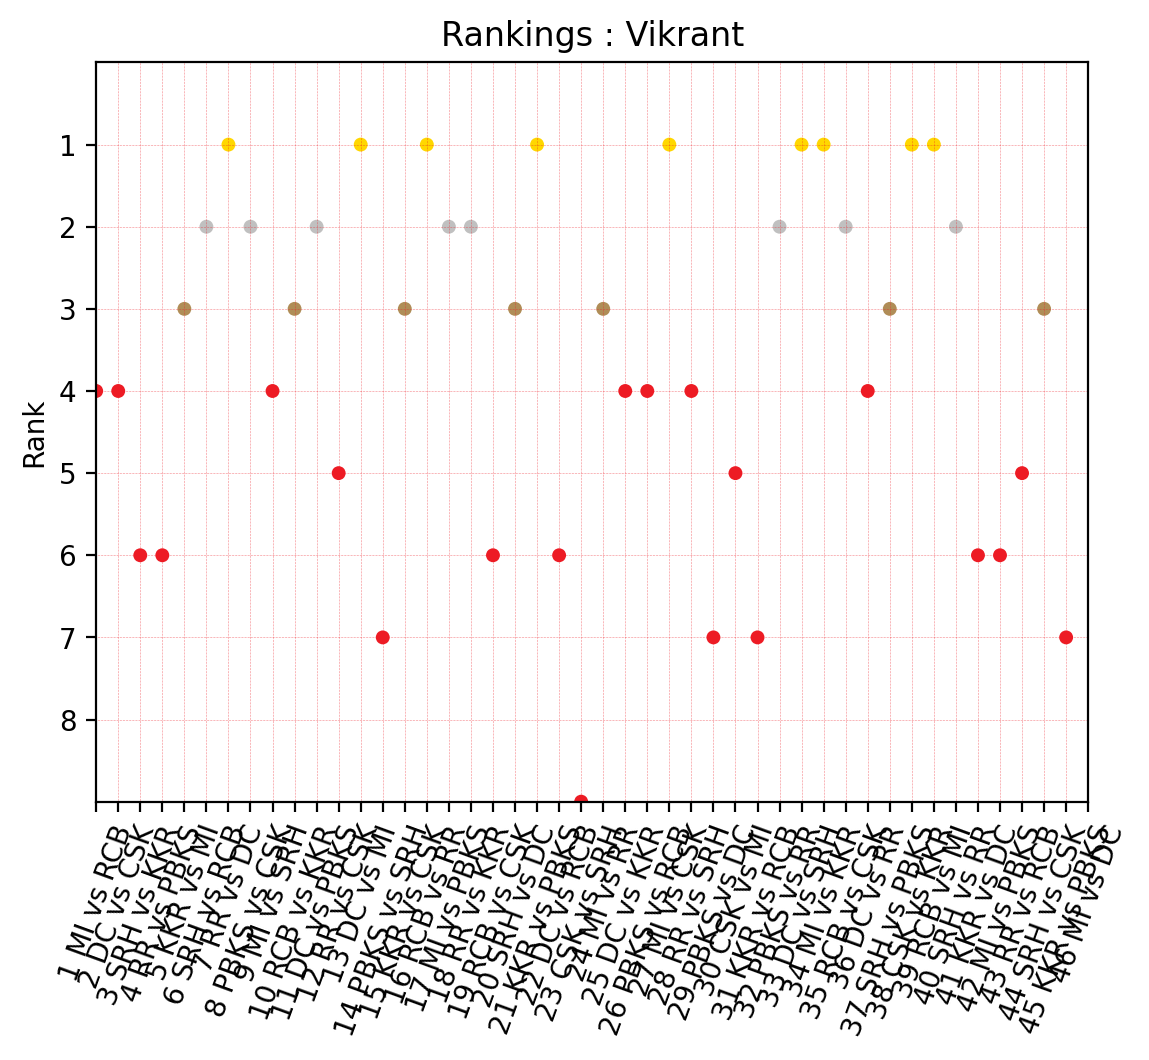 Rankings : Vikrant
Rank
1
2
3
4
5
6
7
8
1 MI vs RCB
2 DC vs CSK
3 SRH vs KKR
4 RR vs PBKS
5 KKR vs MI
6 SRH vs RCB
7 RR vs DC
8 PBKS vs CSK
9 MI vs SRH
10 RCB vs KKR
11 DC vs PBKS
12 RR vs CSK
13 DC vs MI
14 PBKS vs SRH
15 KKR vs CSK
16 RCB vs RR
17 MI vs PBKS
18 RR vs KKR
19 RCB vs CSK
20 SRH vs DC
21 KKR vs PBKS
22 DC vs RCB
23 CSK vs SRH
24 MI vs RR
25 DC vs KKR
26 PBKS vs RCB
27 MI vs CSK
28 RR vs SRH
29 PBKS vs DC
30 CSK vs MI
31 KKR vs RCB
32 PBKS vs RR
33 DC vs SRH
34 MI vs KKR
35 RCB vs CSK
36 DC vs RR
37 SRH vs PBKS
38 CSK vs KKR
39 RCB vs MI
40 SRH vs RR
41 KKR vs DC
42 MI vs PBKS
43 RR vs RCB
44 SRH vs CSK
45 KKR vs PBKS
46 MI vs DC